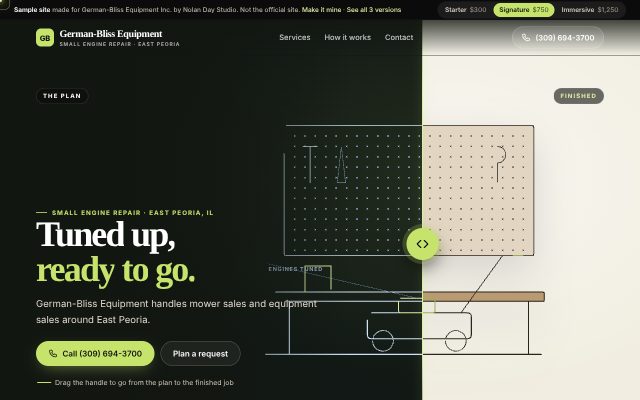 Sample site made for German-Bliss Equipment Inc. by Nolan Day Studio. Not the official site. Make it mine · See all 3 versions
Starter $300 Signature $750 Immersive $1,250
GB German-Bliss Equipment
SMALL ENGINE REPAIR · EAST PEORIA
Services How it works Contact
(309) 694-3700
THE PLAN
FINISHED
SMALL ENGINE REPAIR · EAST PEORIA, IL
Tuned up,
ready to go.
ENGINES TUNED
German-Bliss Equipment handles mower sales and equipment
sales around East Peoria.
Call (309) 694-3700
Plan a request
Drag the handle to go from the plan to the finished job